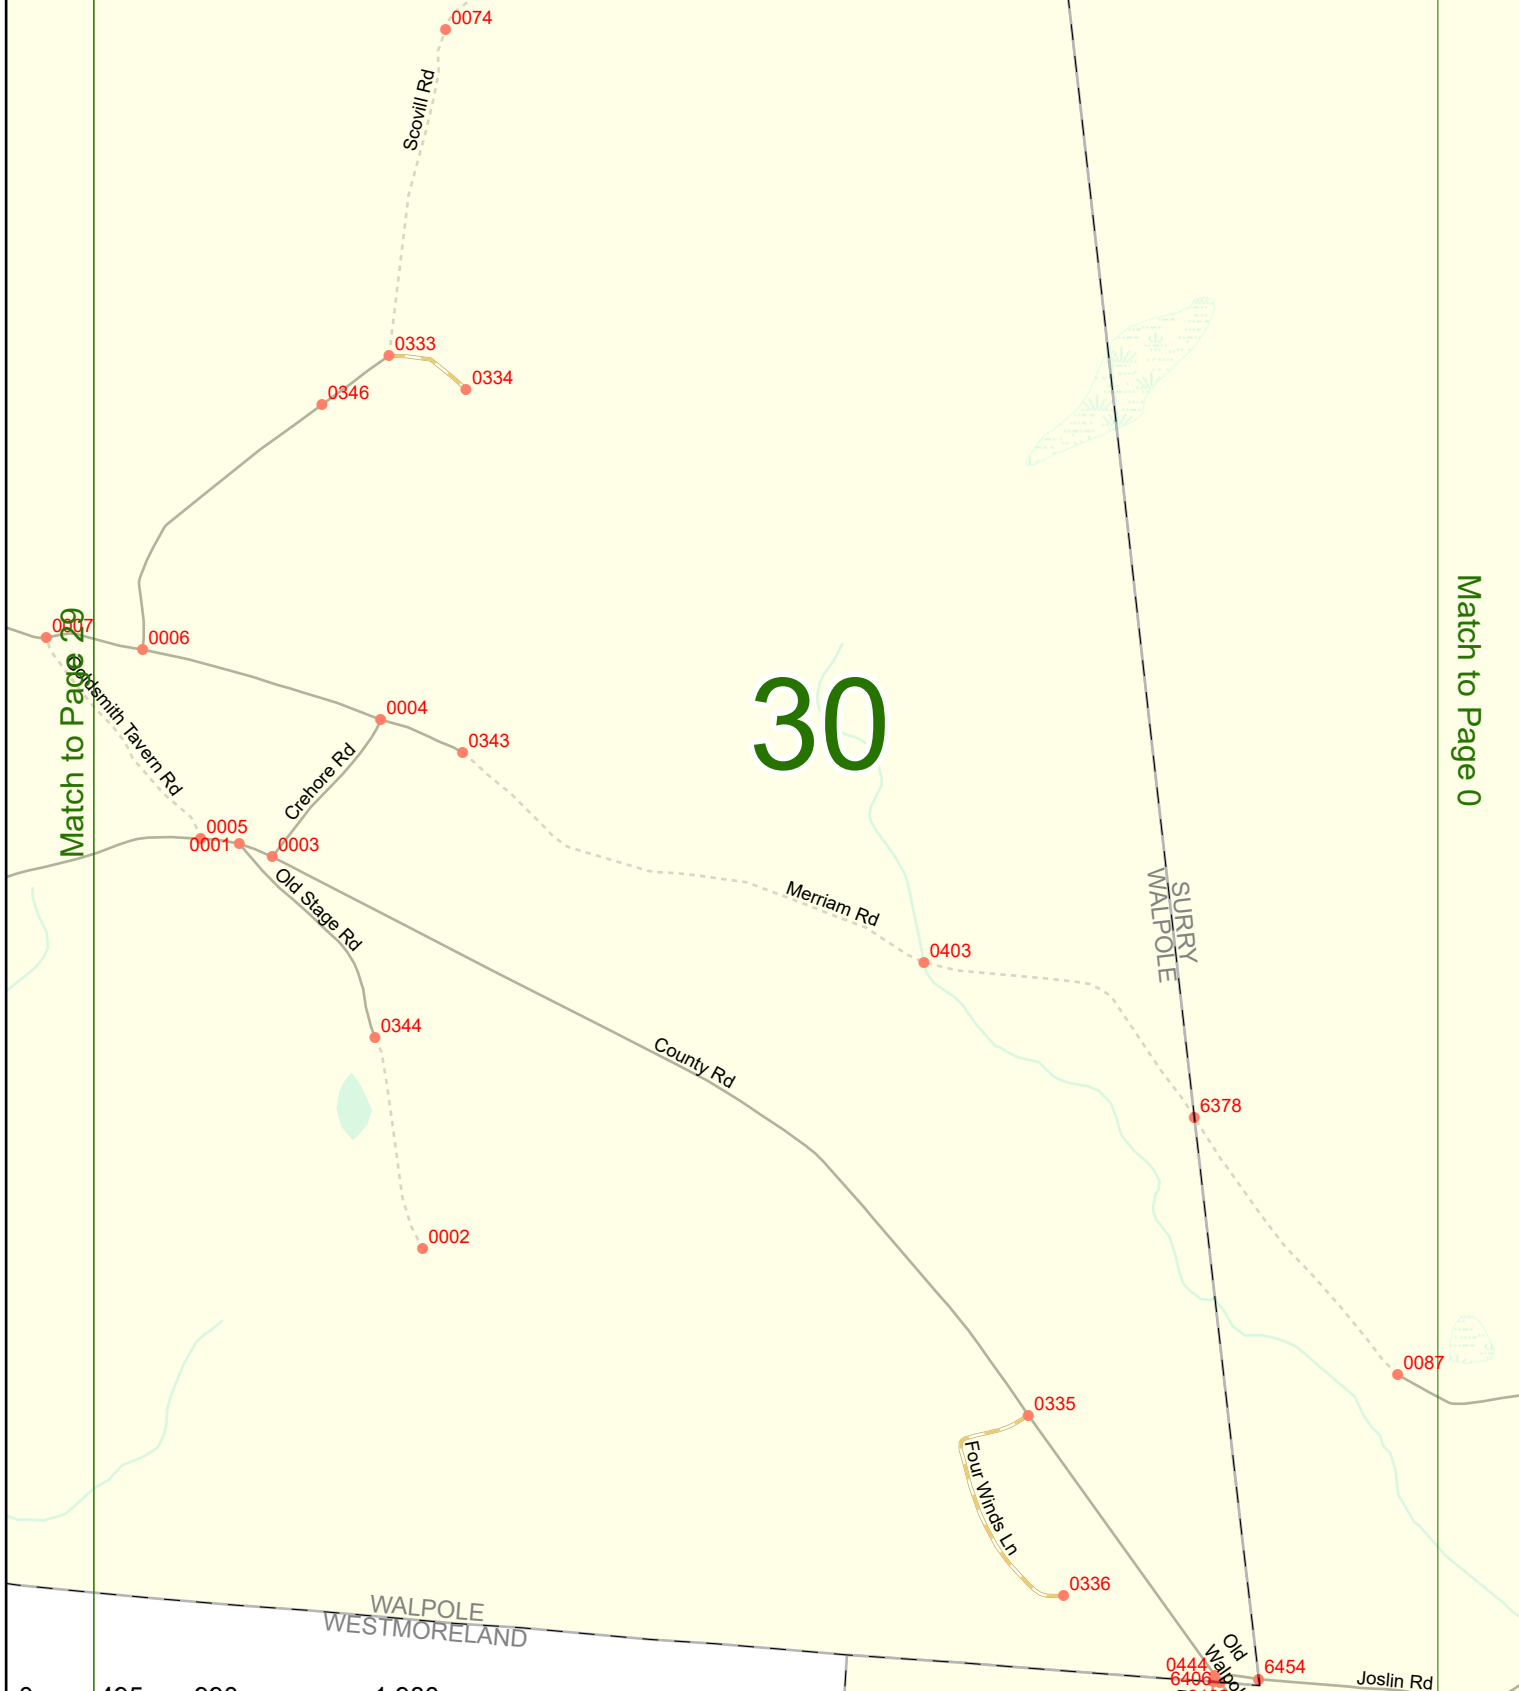 0074
Scovill Rd
0333
0334
0346
Match to Page 29
Match to Page 0
0007
0006
Goldsmith Tavern Rd
30
0004
0343
Crehore Rd
0005
0001
0003
Old Stage Rd
Merriam Rd
SURRY
WALPOLE
0403
0344
County Rd
6378
0002
0087
0335
Four Winds Ln
0336
WALPOLE
WESTMORELAND
Old
0444
6454
6406
Joslin Rd